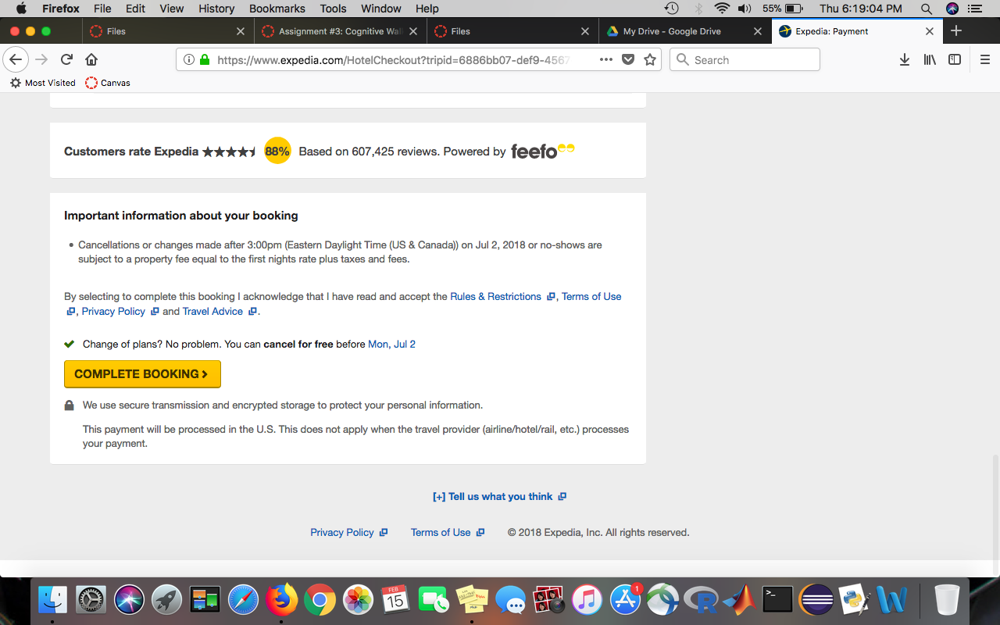 Firefox File Edit View History Bookmarks Tools Window Help 55% Thu 6:19:04 PM
Files Assignment #3: Cognitive Wal Files My Drive - Google Drive Expedia: Payment
https://www.expedia.com/HotelCheckout?tripid=6886bb07-def9-4567 Search
Most Visited Canvas
Customers rate Expedia 88% Based on 607,425 reviews. Powered by feefo
Important information about your booking
• Cancellations or changes made after 3:00pm (Eastern Daylight Time (US & Canada)) on Jul 2, 2018 or no-shows are
subject to a property fee equal to the first nights rate plus taxes and fees.
By selecting to complete this booking I acknowledge that I have read and accept the Rules & Restrictions , Terms of Use
, Privacy Policy and Travel Advice .
Change of plans? No problem. You can cancel for free before Mon, Jul 2
COMPLETE BOOKING >
We use secure transmission and encrypted storage to protect your personal information.
This payment will be processed in the U.S. This does not apply when the travel provider (airline/hotel/rail, etc.) processes
your payment.
[+] Tell us what you think
Privacy Policy Terms of Use © 2018 Expedia, Inc. All rights reserved.
FEB
15
1
R
>_
W